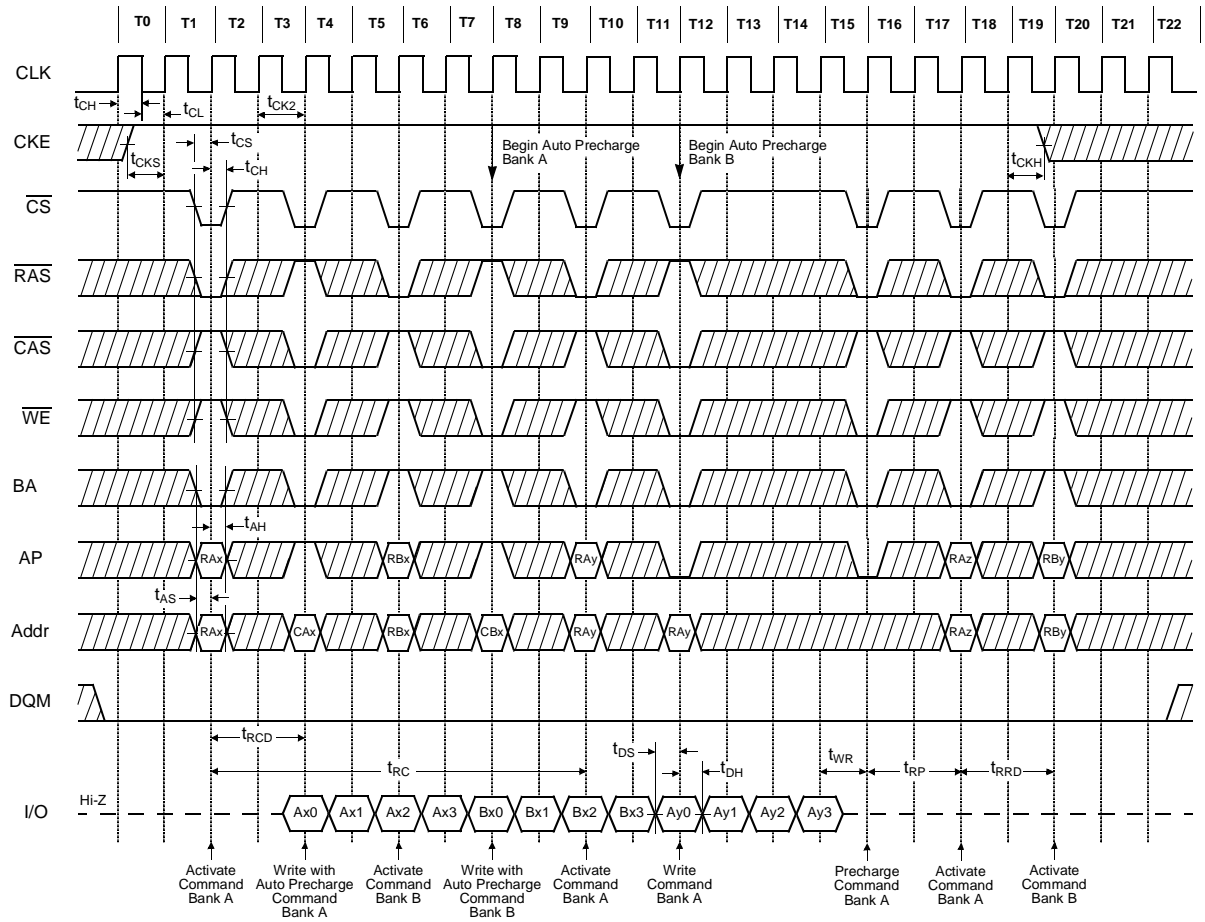 T0 T1 T2 T3 T4 T5 T6 T7 T8 T9 T10 T11 T12 T13 T14 T15 T16 T17 T18 T19 T20 T21 T22
CLK
tCH tCL tCK2
CKE
tCS
tCKS
tCH
Begin Auto Precharge
Bank A
Begin Auto Precharge
Bank B
tCKH
CS
RAS
CAS
WE
BA
tAH
AP
RAx RBx RAy RAz RBy
tAS
Addr
RAx CAx RBx CBx RAy RAy RAz RBy
DQM
tRCD
tRC
tDS
tDH
tWR
tRP
tRRD
I/O
Hi-Z
Ax0 Ax1 Ax2 Ax3 Bx0 Bx1 Bx2 Bx3 Ay0 Ay1 Ay2 Ay3
Activate
Command
Bank A
Write with
Auto Precharge
Command
Bank A
Activate
Command
Bank B
Write with
Auto Precharge
Command
Bank B
Activate
Command
Bank A
Write
Command
Bank A
Precharge
Command
Bank A
Activate
Command
Bank A
Activate
Command
Bank B